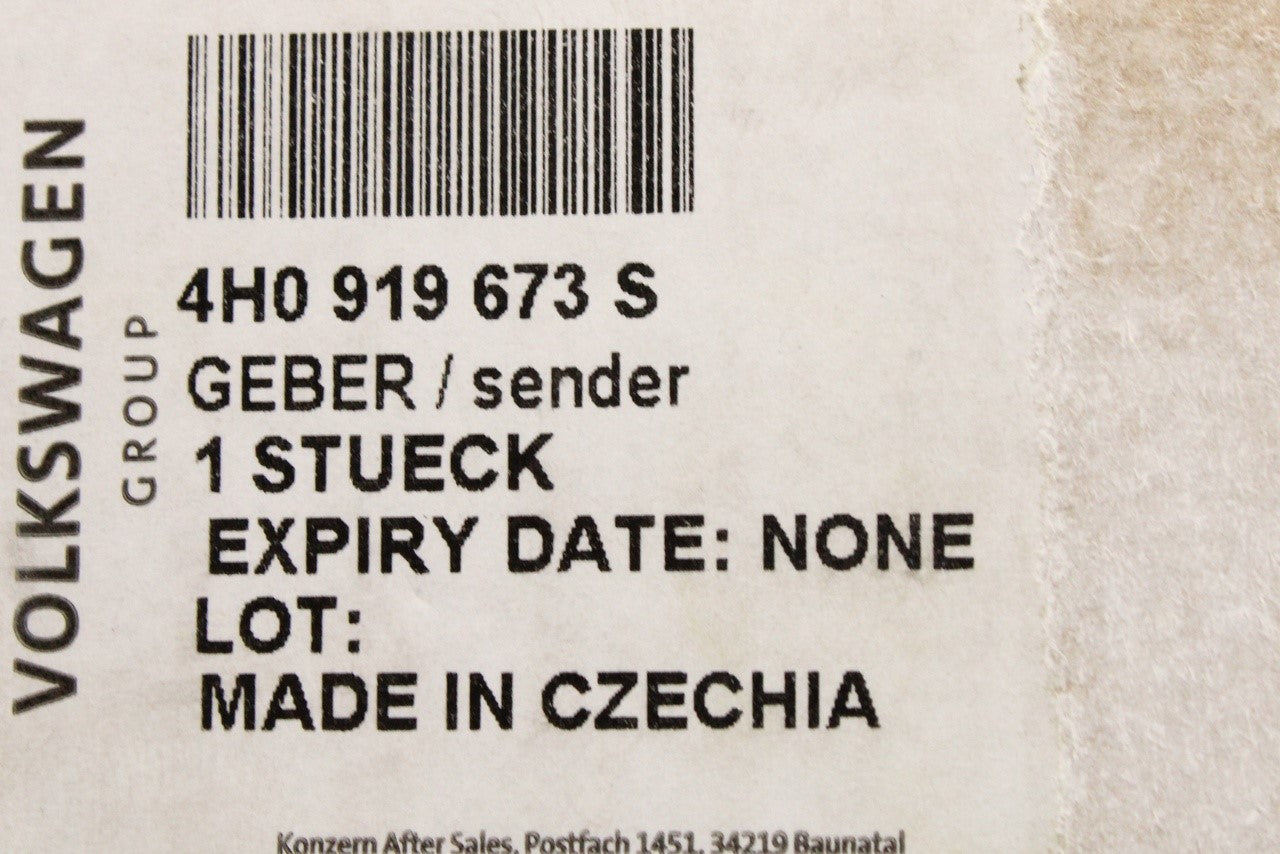 VOLKSWAGEN
GROUP
4H0 919 673 S
GEBER / sender
1 STUECK
EXPIRY DATE: NONE
LOT:
MADE IN CZECHIA
Konzern After Sales, Postfach 1451, 34219 Baunatal